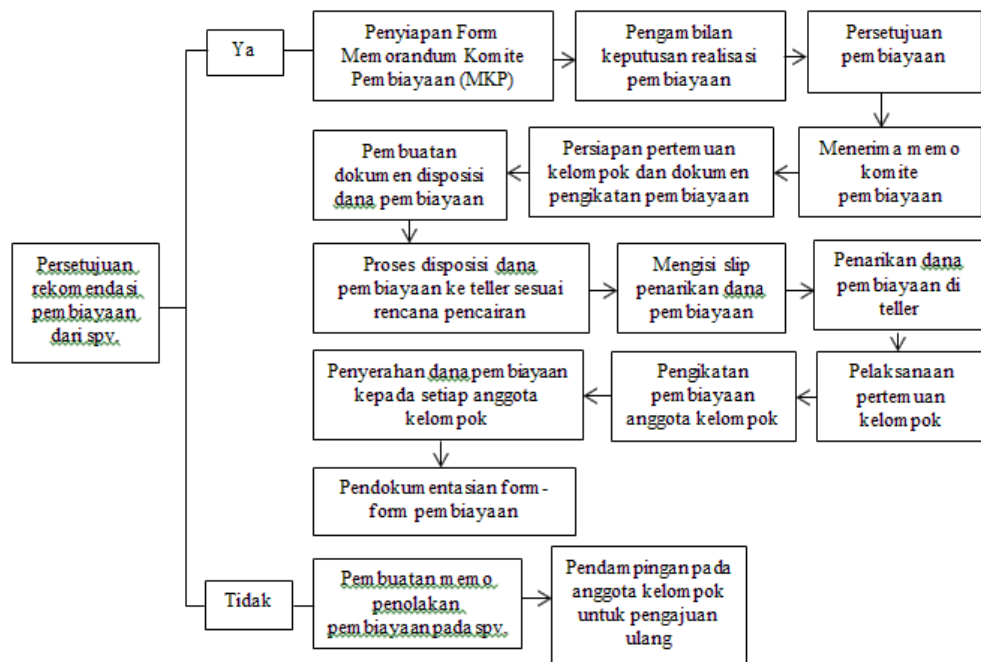 Persetujuan
rekomendasi
pembiayaan
dari spv.
Ya
Penyiapan Form
Memorandum Komite
Pembiayaan (MKP)
Pengambilan
keputusan realisasi
pembiayaan
Persetujuan
pembiayaan
Menerima memo
komite
pembiayaan
Persiapan pertemuan
kelompok dan dokumen
pengikatan pembiayaan
Pembuatan
dokumen disposisi
dana pembiayaan
Proses disposisi dana
pembiayaan ke teller sesuai
rencana pencairan
Mengisi slip
penarikan dana
pembiayaan
Penarikan dana
pembiayaan di
teller
Pelaksanaan
pertemuan
kelompok
Pengikatan
pembiayaan
anggota kelompok
Penyerahan dana pembiayaan
kepada setiap anggota
kelompok
Pendokumentasian form-
form pembiayaan
Tidak
Pembuatan memo
penolakan
pembiayaan pada spv.
Pendampingan pada
anggota kelompok
untuk pengajuan
ulang